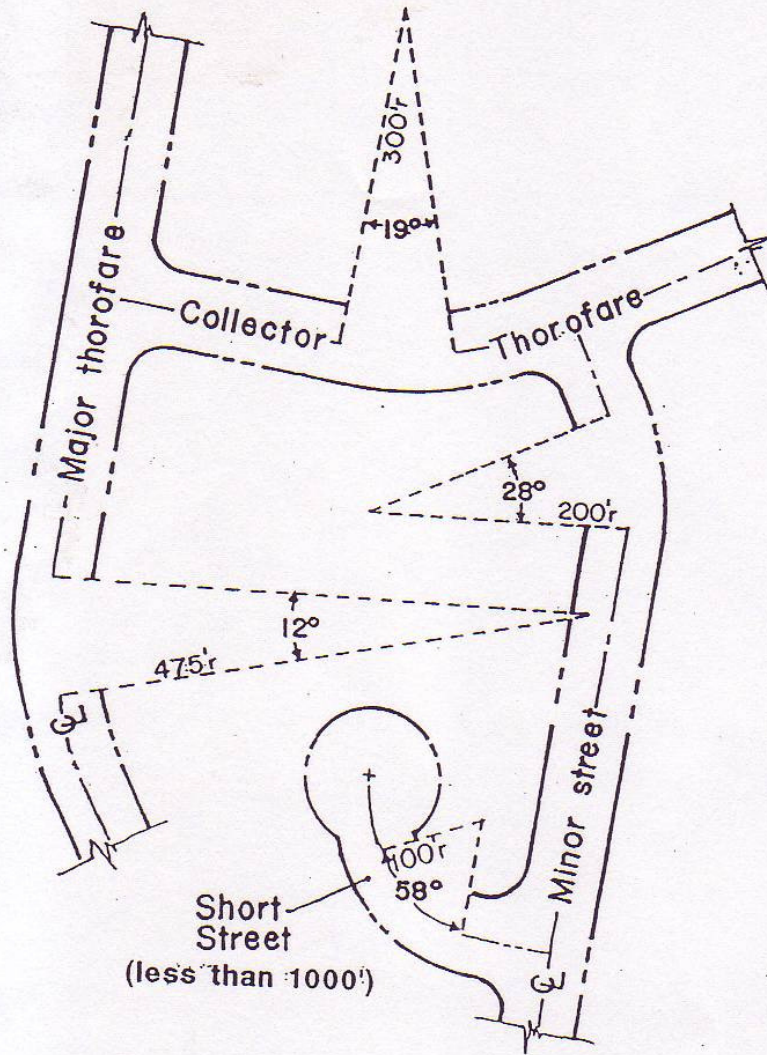 300'r
19°
Major thorofare
Collector
Thorofare
28°
200'r
12°
475'r
℄
100'r
58°
Minor street
Short
Street
(less than 1000')
℄